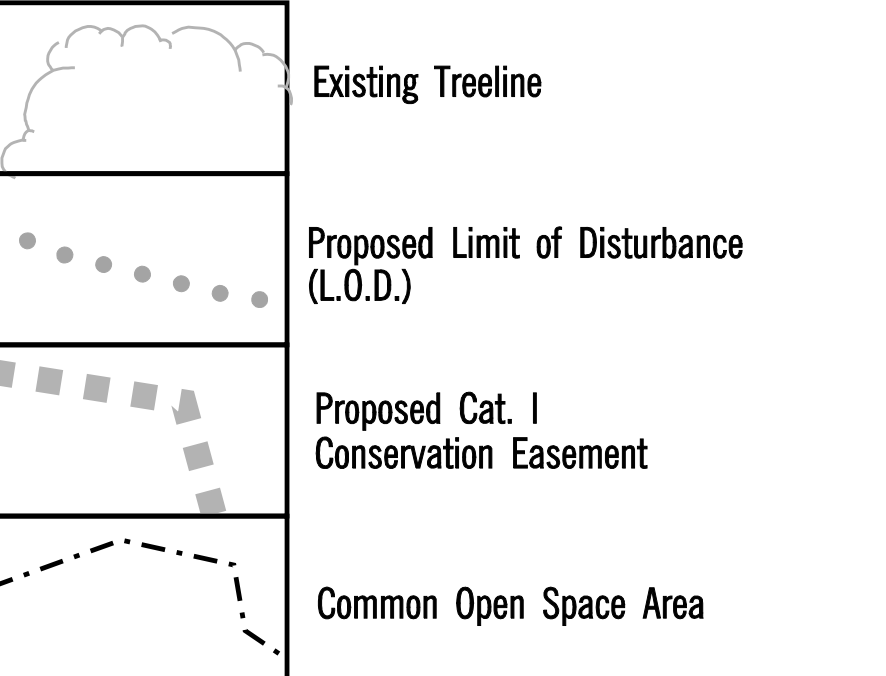 Existing Treeline
Proposed Limit of Disturbance
(L.O.D.)
Proposed Cat. I
Conservation Easement
Common Open Space Area